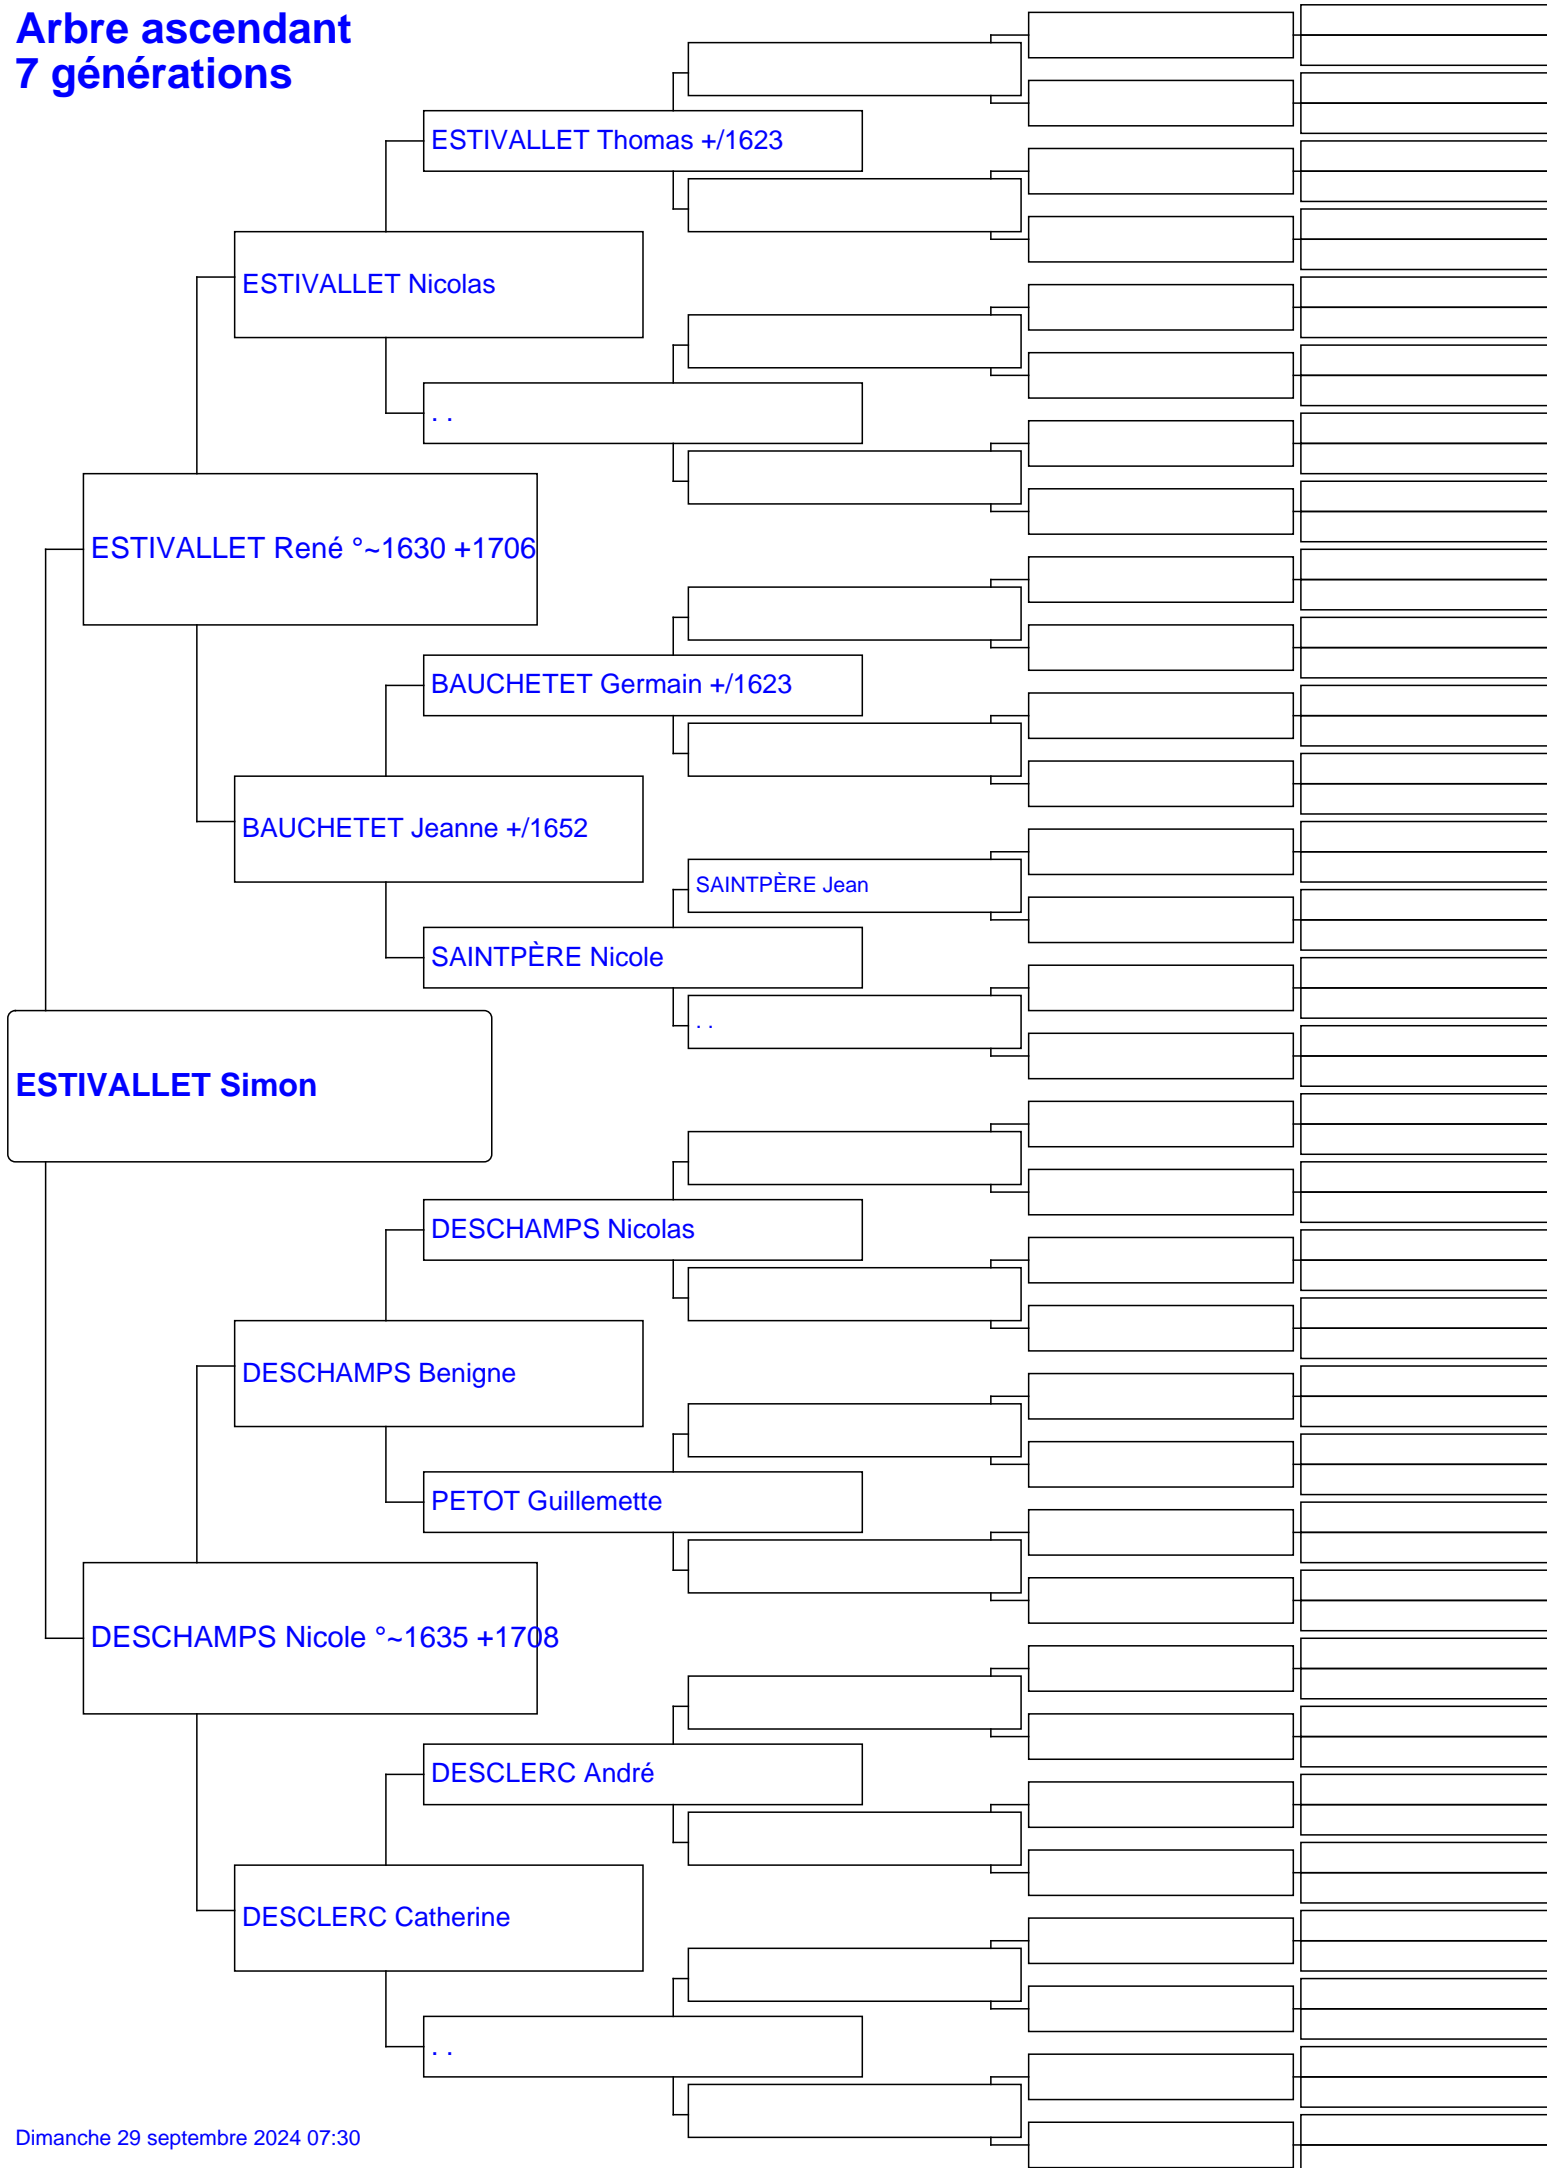 Arbre ascendant
7 générations
ESTIVALLET Thomas +/1623
ESTIVALLET Nicolas
. .
ESTIVALLET René °~1630 +1706
BAUCHETET Germain +/1623
BAUCHETET Jeanne +/1652
SAINTPÈRE Jean
SAINTPÈRE Nicole
. .
ESTIVALLET Simon
DESCHAMPS Nicolas
DESCHAMPS Benigne
PETOT Guillemette
DESCHAMPS Nicole °~1635 +1708
DESCLERC André
DESCLERC Catherine
. .
Dimanche 29 septembre 2024 07:30